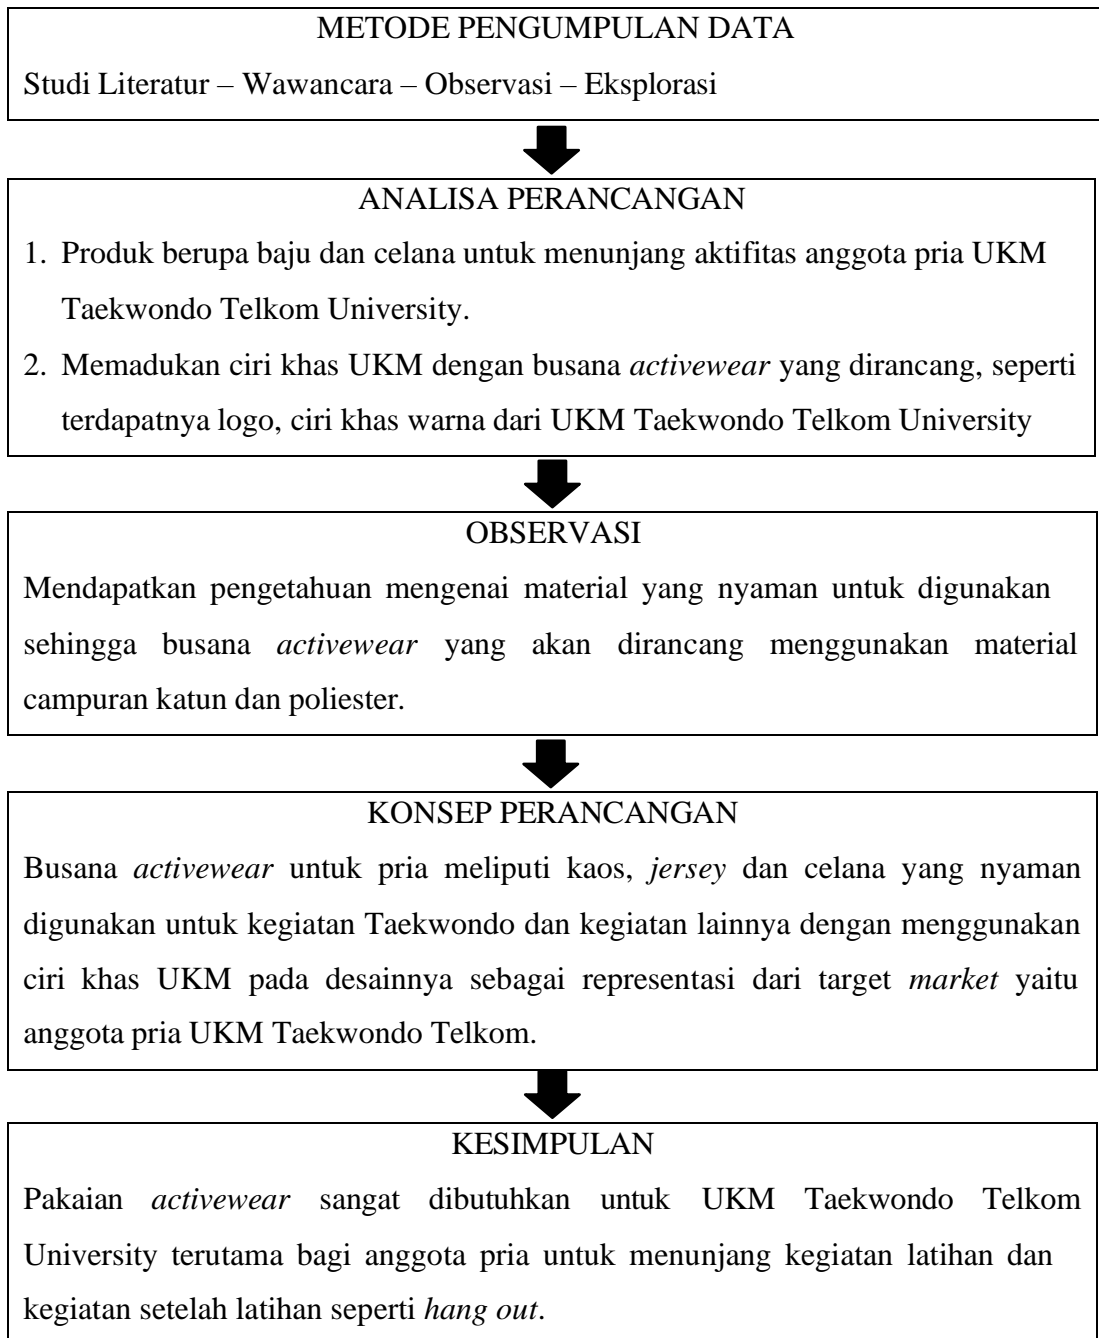 METODE PENGUMPULAN DATA
Studi Literatur – Wawancara – Observasi – Eksplorasi
ANALISA PERANCANGAN
1. Produk berupa baju dan celana untuk menunjang aktifitas anggota pria UKM
Taekwondo Telkom University.
2. Memadukan ciri khas UKM dengan busana activewear yang dirancang, seperti
terdapatnya logo, ciri khas warna dari UKM Taekwondo Telkom University
OBSERVASI
Mendapatkan pengetahuan mengenai material yang nyaman untuk digunakan
sehingga busana activewear yang akan dirancang menggunakan material
campuran katun dan poliester.
KONSEP PERANCANGAN
Busana activewear untuk pria meliputi kaos, jersey dan celana yang nyaman
digunakan untuk kegiatan Taekwondo dan kegiatan lainnya dengan menggunakan
ciri khas UKM pada desainnya sebagai representasi dari target market yaitu
anggota pria UKM Taekwondo Telkom.
KESIMPULAN
Pakaian activewear sangat dibutuhkan untuk UKM Taekwondo Telkom
University terutama bagi anggota pria untuk menunjang kegiatan latihan dan
kegiatan setelah latihan seperti hang out.